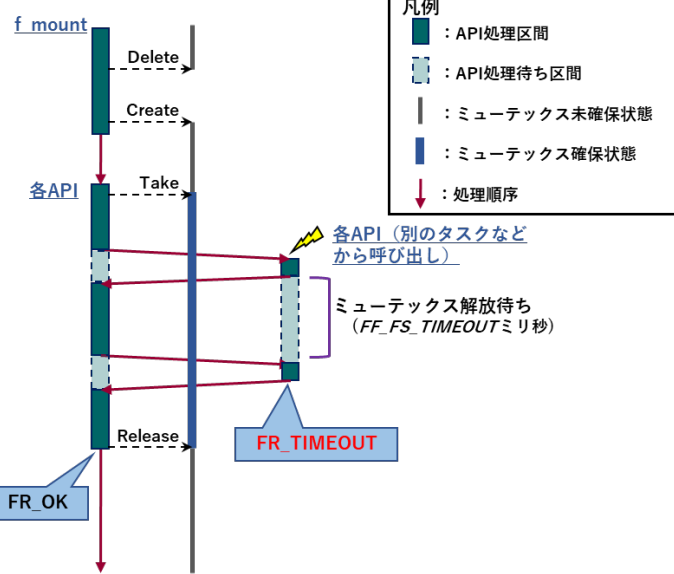 f_mount
Delete
Create
各API
Take
各API（別のタスクなど
から呼び出し）
ミューテックス解放待ち
（FF_FS_TIMEOUTミリ秒）
Release
FR_TIMEOUT
FR_OK
凡例
：API処理区間
：API処理待ち区間
：ミューテックス未確保状態
：ミューテックス確保状態
：処理順序